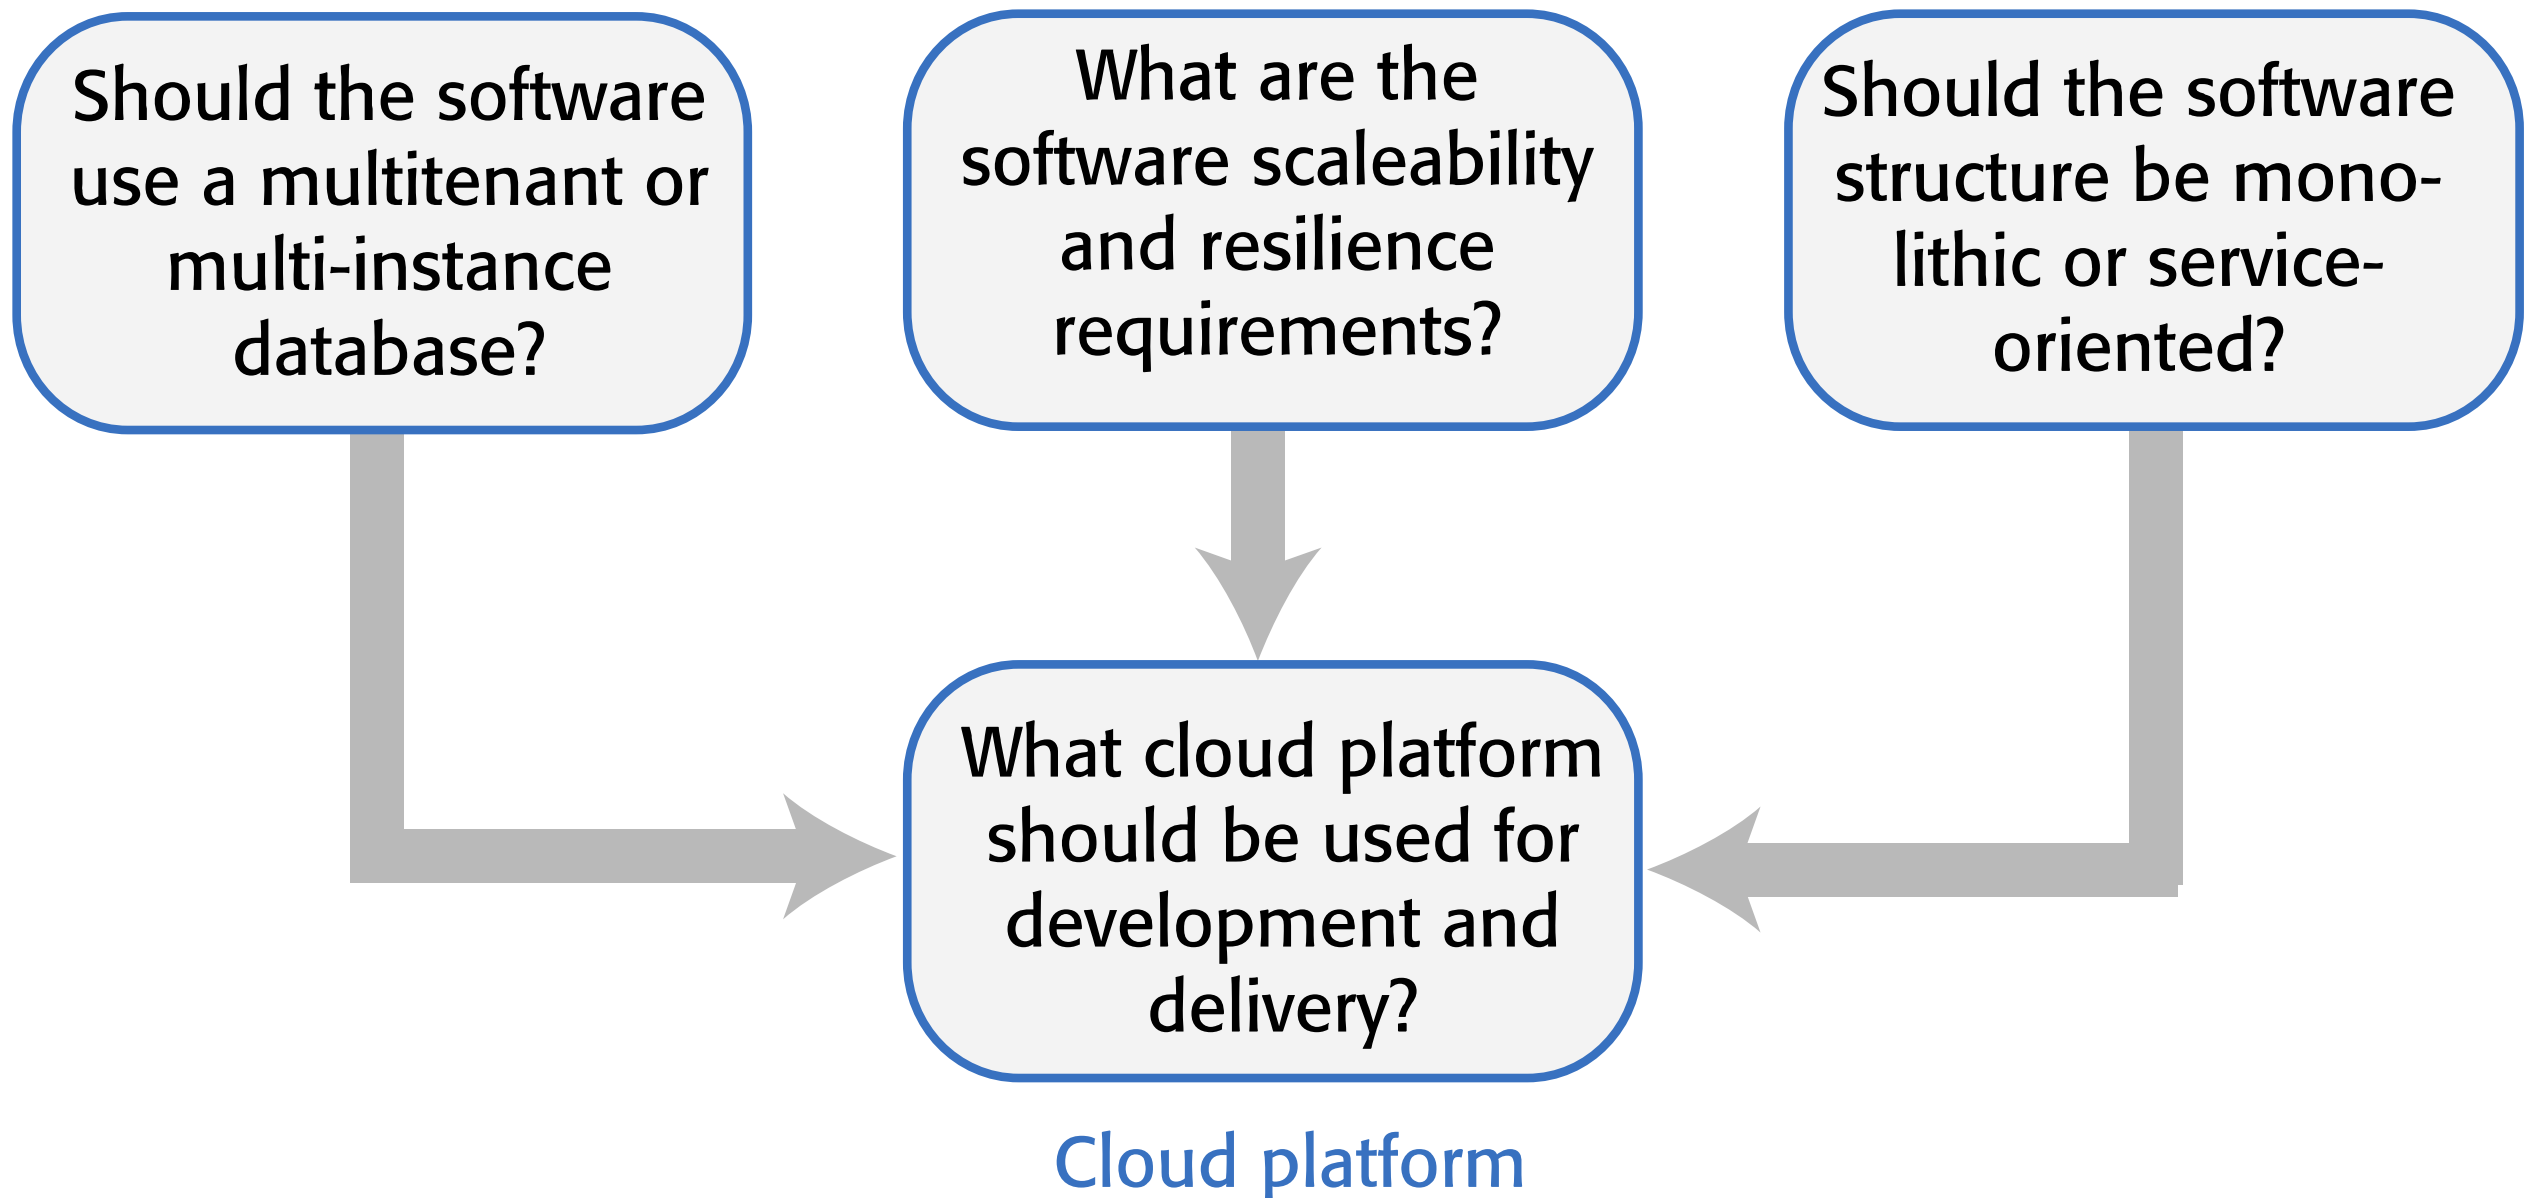 Should the software
use a multitenant or
multi-instance
database?
What are the
software scaleability
and resilience
requirements?
Should the software
structure be mono-
lithic or service-
oriented?
What cloud platform
should be used for
development and
delivery?
Cloud platform